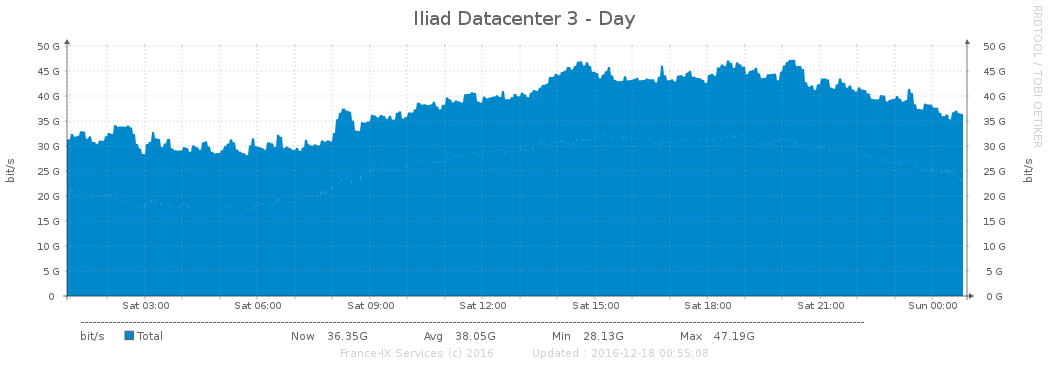 Iliad Datacenter 3 - Day
RRDTOOL / TOBI OETIKER
bit/s
50 G
45 G
40 G
35 G
30 G
25 G
20 G
15 G
10 G
5 G
0
50 G
45 G
40 G
35 G
30 G
25 G
20 G
15 G
10 G
5 G
0 G
bit/s
Sat 03:00 Sat 06:00 Sat 09:00 Sat 12:00 Sat 15:00 Sat 18:00 Sat 21:00 Sun 00:00
bit/s Total Now 36.35G Avg 38.05G Min 28.13G Max 47.19G
France-IX Services (c) 2016 Updated : 2016-12-18 00:55:08